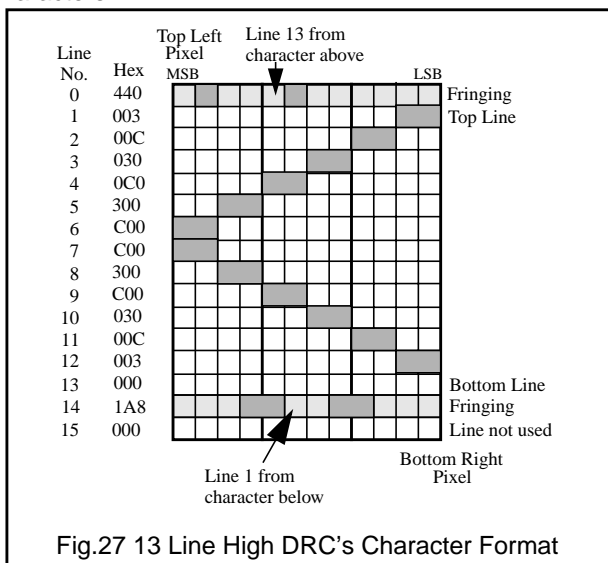 Top Left Line 13 from
Line Pixel character above
No. Hex MSB LSB
0 440 Fringing
1 003 Top Line
2 00C
3 030
4 0C0
5 300
6 C00
7 C00
8 300
9 C00
10 030
11 00C
12 003
13 000 Bottom Line
14 1A8 Fringing
15 000 Line not used
Bottom Right
Line 1 from Pixel
character below
Fig.27 13 Line High DRC's Character Format